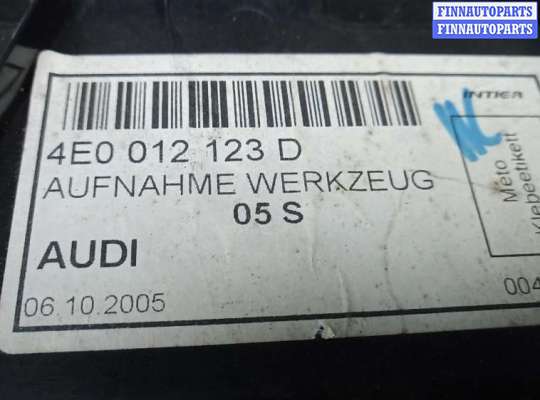 FINNAUTOPARTS
FINNAUTOPARTS
INTIER
4E0 012 123 D
AUFNAHME WERKZEUG
05 S
AUDI
06.10.2005
004
Meto
Klebeetikett